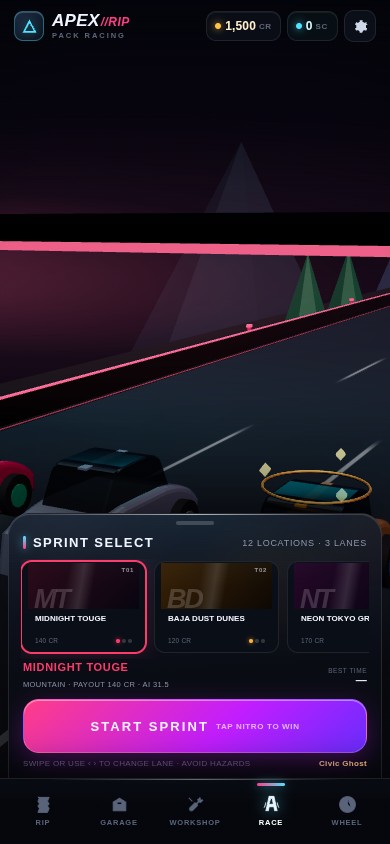 APEX//RIP
PACK RACING
1,500 CR
0 SC
SPRINT SELECT
12 LOCATIONS · 3 LANES
T01
MT
MIDNIGHT TOUGE
140 CR
T02
BD
BAJA DUST DUNES
120 CR
NT
NEON TOKYO GR
170 CR
MIDNIGHT TOUGE
MOUNTAIN · PAYOUT 140 CR · AI 31.5
BEST TIME
—
START SPRINT TAP NITRO TO WIN
SWIPE OR USE ‹ › TO CHANGE LANE · AVOID HAZARDS
Civic Ghost
RIP
GARAGE
WORKSHOP
RACE
WHEEL